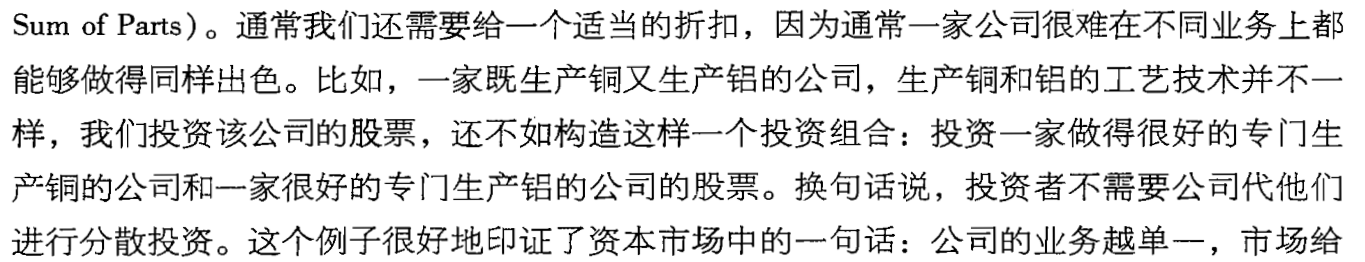 Sum of Parts)。通常我们还需要给一个适当的折扣，因为通常一家公司很难在不同业务上都
能够做得同样出色。比如，一家既生产铜又生产铝的公司，生产铜和铝的工艺技术并不一
样，我们投资该公司的股票，还不如构造这样一个投资组合：投资一家做得很好的专门生
产铜的公司和一家很好的专门生产铝的公司的股票。换句话说，投资者不需要公司代他们
进行分散投资。这个例子很好地印证了资本市场中的一句话：公司的业务越单一，市场给